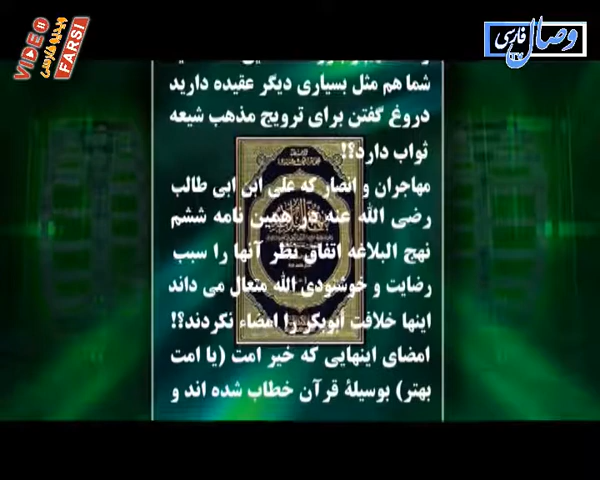 VIDEO
ویدیو فارسی
FARSI
وصال فارسی
شما هم مثل بسیاری دیگر عقیده دارید
دروغ گفتن برای ترویج مذهب شیعه
ثواب دارد؟!
مهاجران و انصار که علی ابن ابی طالب
رضی الله عنه در همین نامه ششم
نهج البلاغه اتفاق نظر آنها را سبب
رضایت و خوشنودی الله متعال می داند
اینها خلافت ابوبکر را امضاء نکردند؟!
امضای اینهایی که خیر امت (یا امت
بهتر) بوسیلۀ قرآن خطاب شده اند و